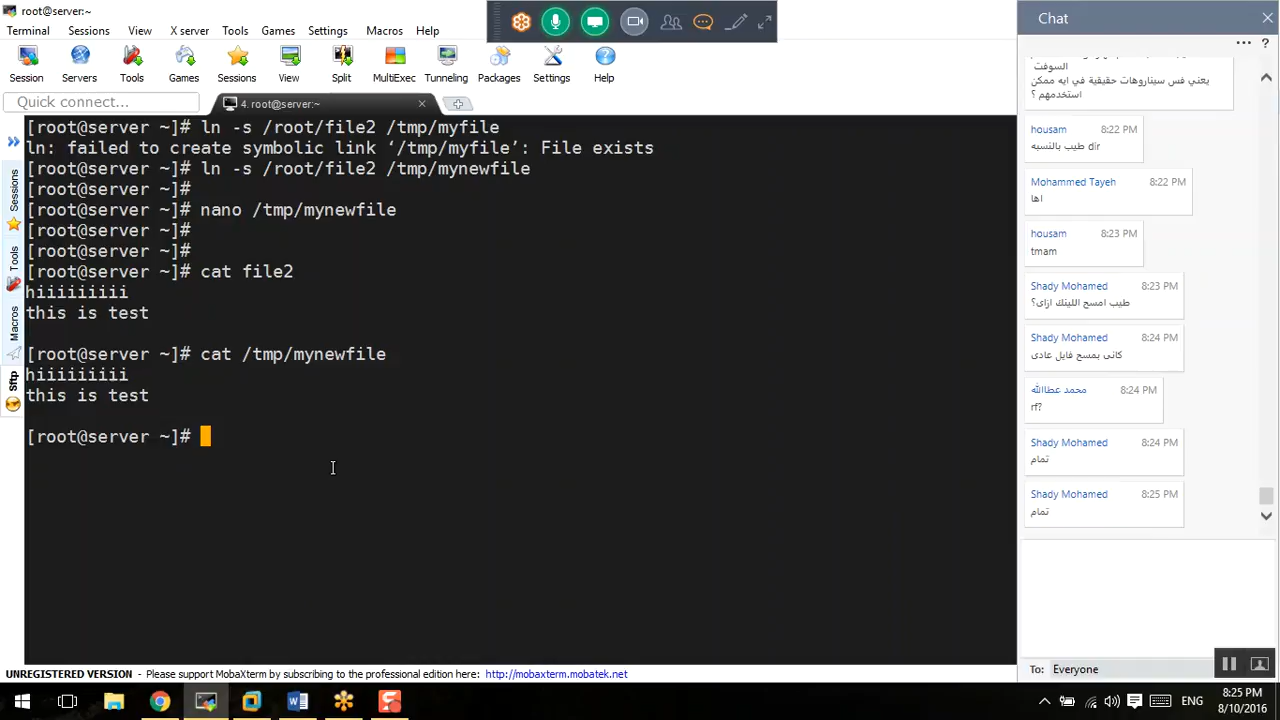 root@server:~
Terminal Sessions View X server Tools Games Settings Macros Help
Session Servers Tools Games Sessions View Split MultiExec Tunneling Packages Settings Help
Quick connect...
4. root@server:~
[root@server ~]# ln -s /root/file2 /tmp/myfile
ln: failed to create symbolic link ‘/tmp/myfile’: File exists
[root@server ~]# ln -s /root/file2 /tmp/mynewfile
[root@server ~]#
[root@server ~]# nano /tmp/mynewfile
[root@server ~]#
[root@server ~]#
[root@server ~]# cat file2
hiiiiiiiii
this is test
[root@server ~]# cat /tmp/mynewfile
hiiiiiiiii
this is test
[root@server ~]#
Sessions
Tools
Macros
Sftp
Chat
السوفت
يعني فس سيناروهات حقيقية في ايه ممكن
استخدمهم ؟
housam 8:22 PM
طيب بالنسبه dir
Mohammed Tayeh 8:22 PM
اها
housam 8:23 PM
tmam
Shady Mohamed 8:23 PM
طيب امسح اللينك ازاى؟
Shady Mohamed 8:24 PM
كانى بمسح فايل عادى
محمد عطاالله 8:24 PM
rf?
Shady Mohamed 8:24 PM
تمام
Shady Mohamed 8:25 PM
تمام
To: Everyone
UNREGISTERED VERSION - Please support MobaXterm by subscribing to the professional edition here: http://mobaxterm.mobatek.net
ENG
8:25 PM
8/10/2016